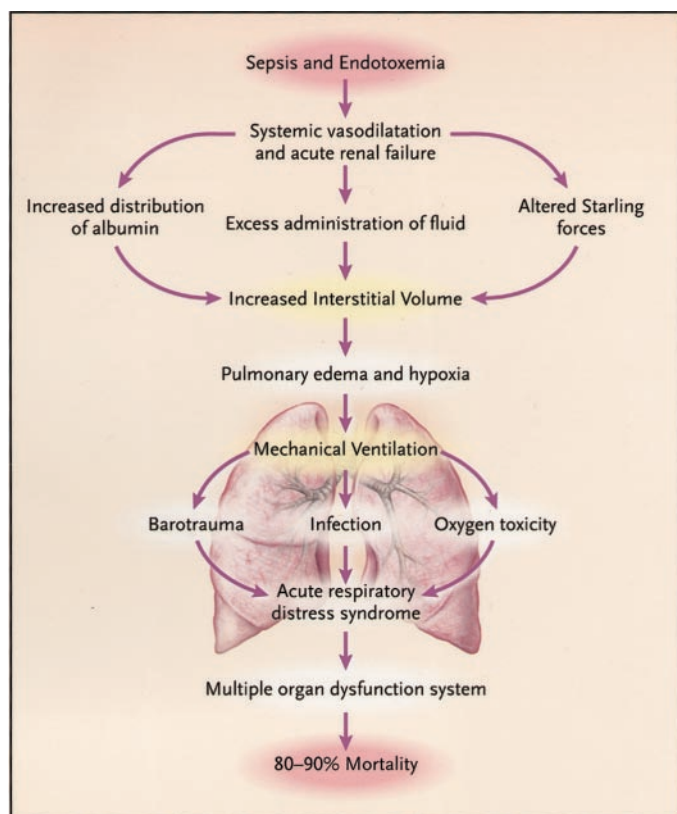 Sepsis and Endotoxemia
Systemic vasodilatation
and acute renal failure
Increased distribution
of albumin
Excess administration of fluid
Altered Starling
forces
Increased Interstitial Volume
Pulmonary edema and hypoxia
Mechanical Ventilation
Barotrauma
Infection
Oxygen toxicity
Acute respiratory
distress syndrome
Multiple organ dysfunction system
80–90% Mortality